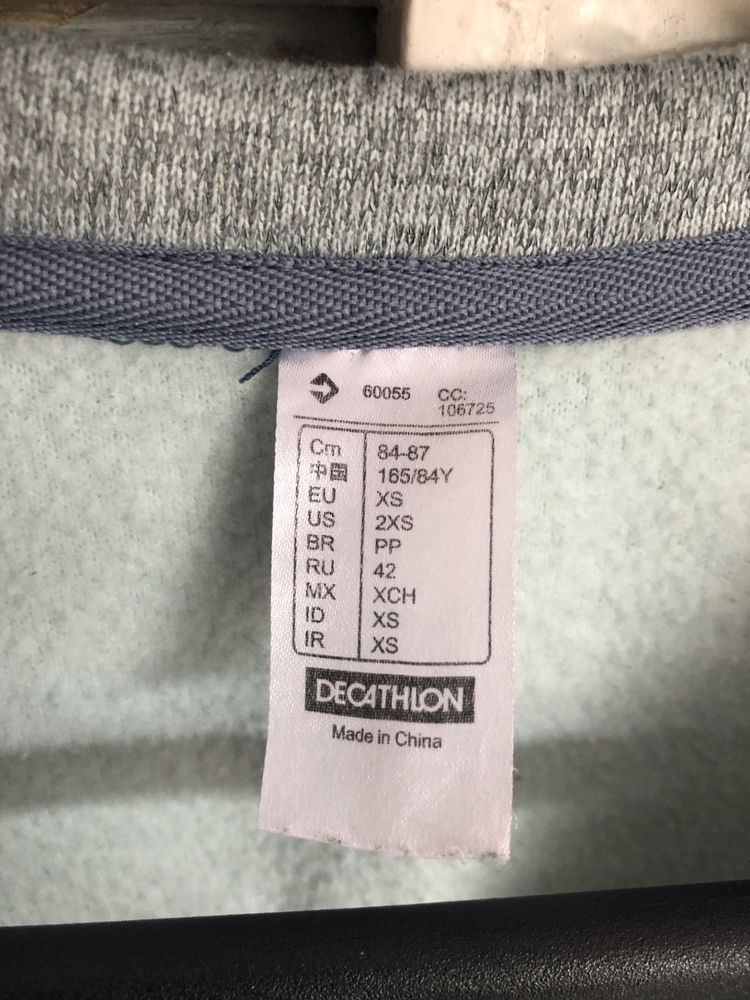 60055 CC:
106725
Cm 84-87
中国 165/84Y
EU XS
US 2XS
BR PP
RU 42
MX XCH
ID XS
IR XS
DECATHLON
Made in China